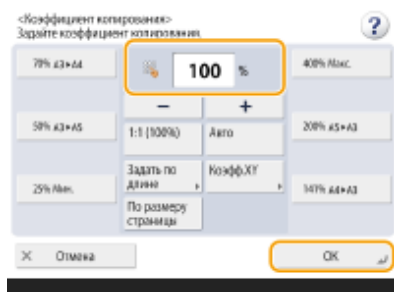 <Коэффициент копирования>
Задайте коэффициент копирования.
?
70% A3►A4
100 %
400% Макс.
− +
50% A3►A5
1:1 (100%)
Авто
200% A5►A3
25% Мин.
Задать по
длине
Коэфф.XY
141% A4►A3
По размеру
страницы
× Отмена
OK